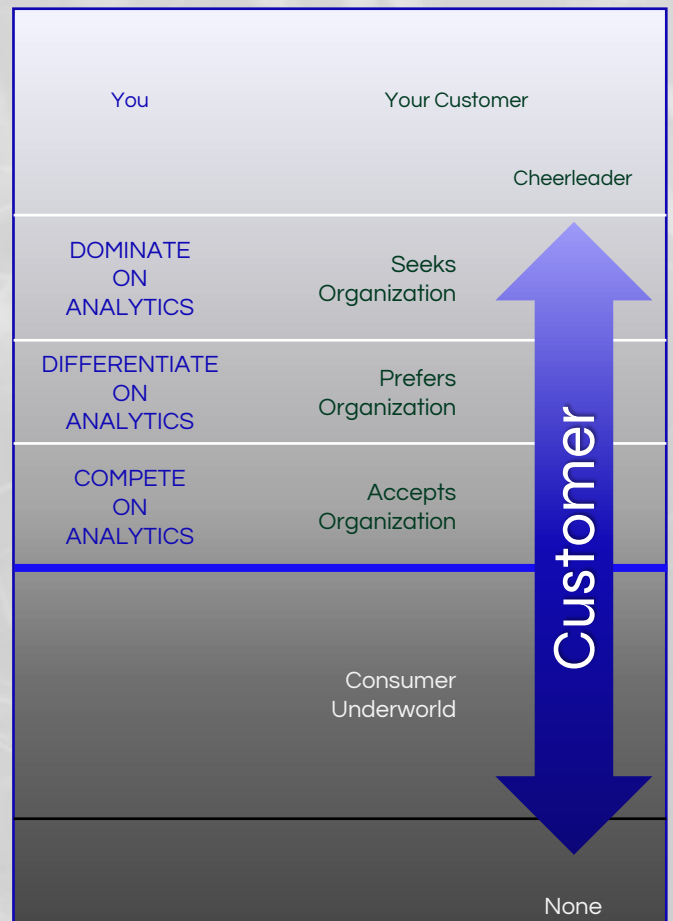 You Your Customer
Cheerleader
DOMINATE
ON
ANALYTICS
Seeks
Organization
DIFFERENTIATE
ON
ANALYTICS
Prefers
Organization
COMPETE
ON
ANALYTICS
Accepts
Organization
Customer
Consumer
Underworld
None